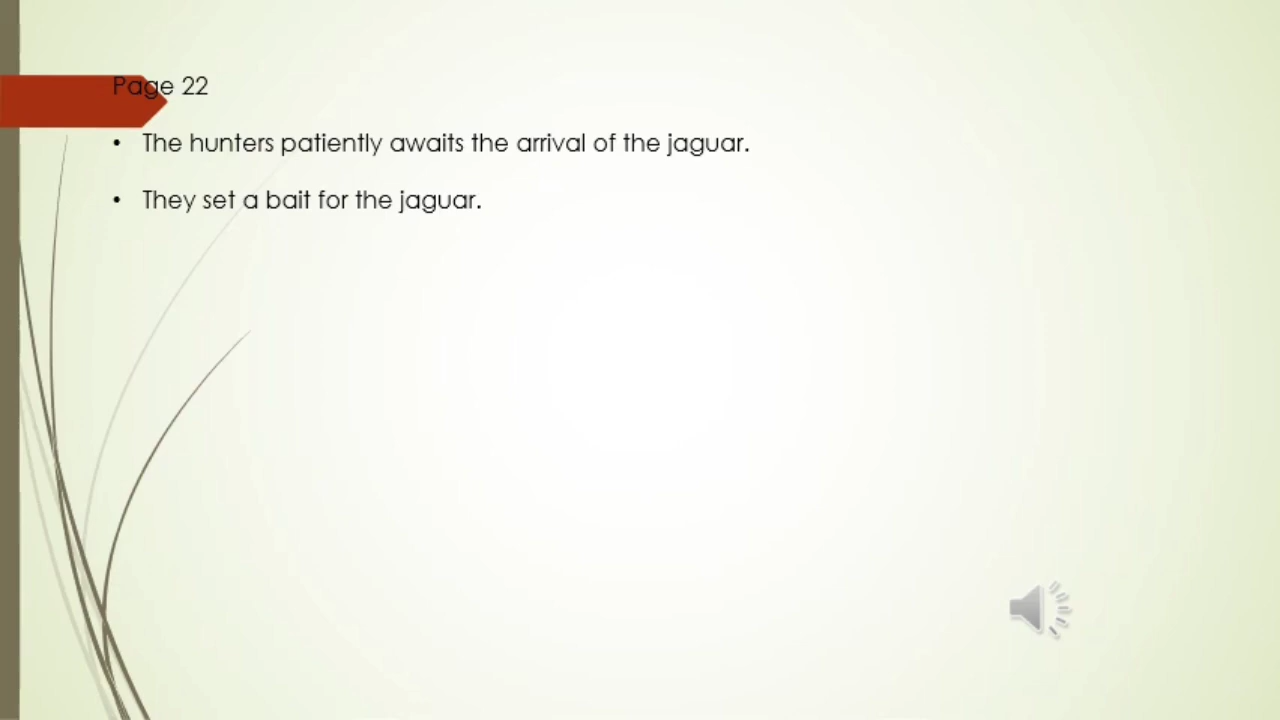 Page 22
• The hunters patiently awaits the arrival of the jaguar.
• They set a bait for the jaguar.